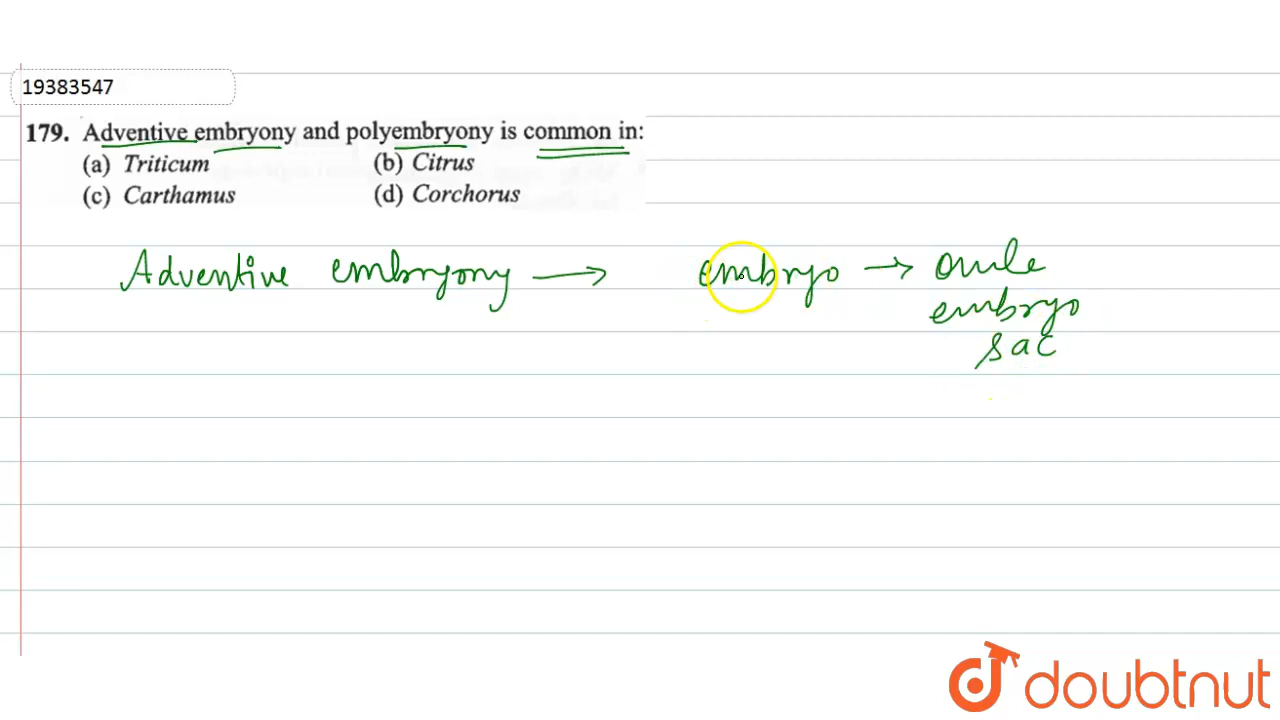 19383547
179. Adventive embryony and polyembryony is common in:
(a) Triticum (b) Citrus
(c) Carthamus (d) Corchorus
Adventive embryony → embryo → ovule
embryo
sac
doubtnut